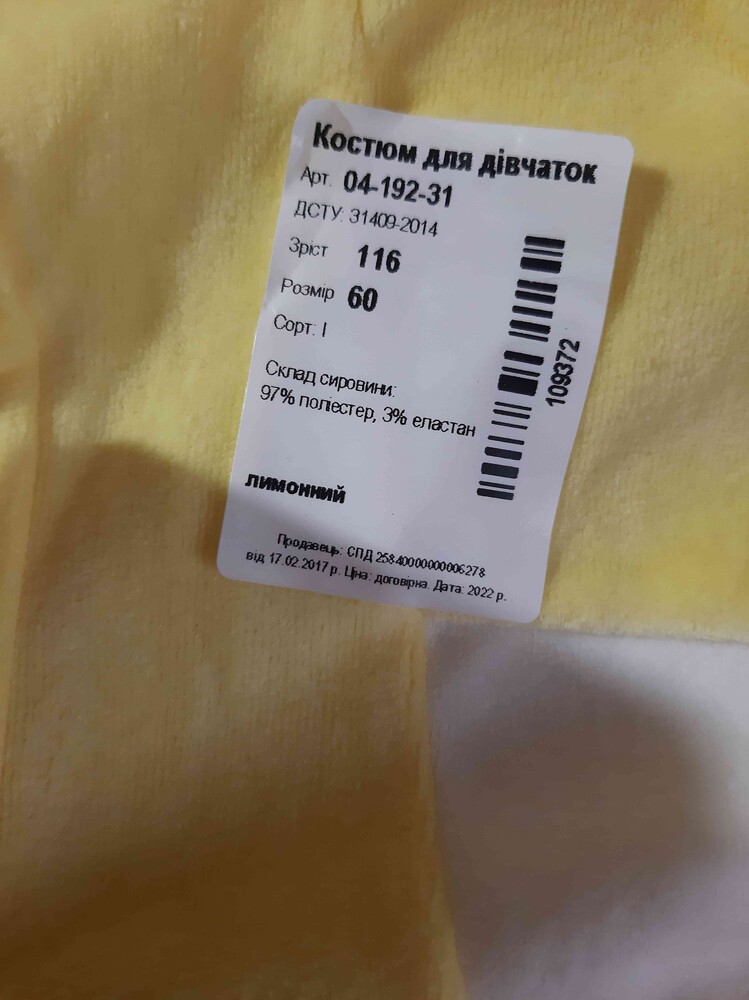 Костюм для дівчаток
Арт. 04-192-31
ДСТУ: 31409-2014
Зріст 116
Розмір 60
Сорт: I
Склад сировини:
97% поліестер, 3% еластан
лимонний
109372
Продавець: СПД 2584000000006278
від 17.02.2017 р. Ціна: договірна. Дата: 2022 р.